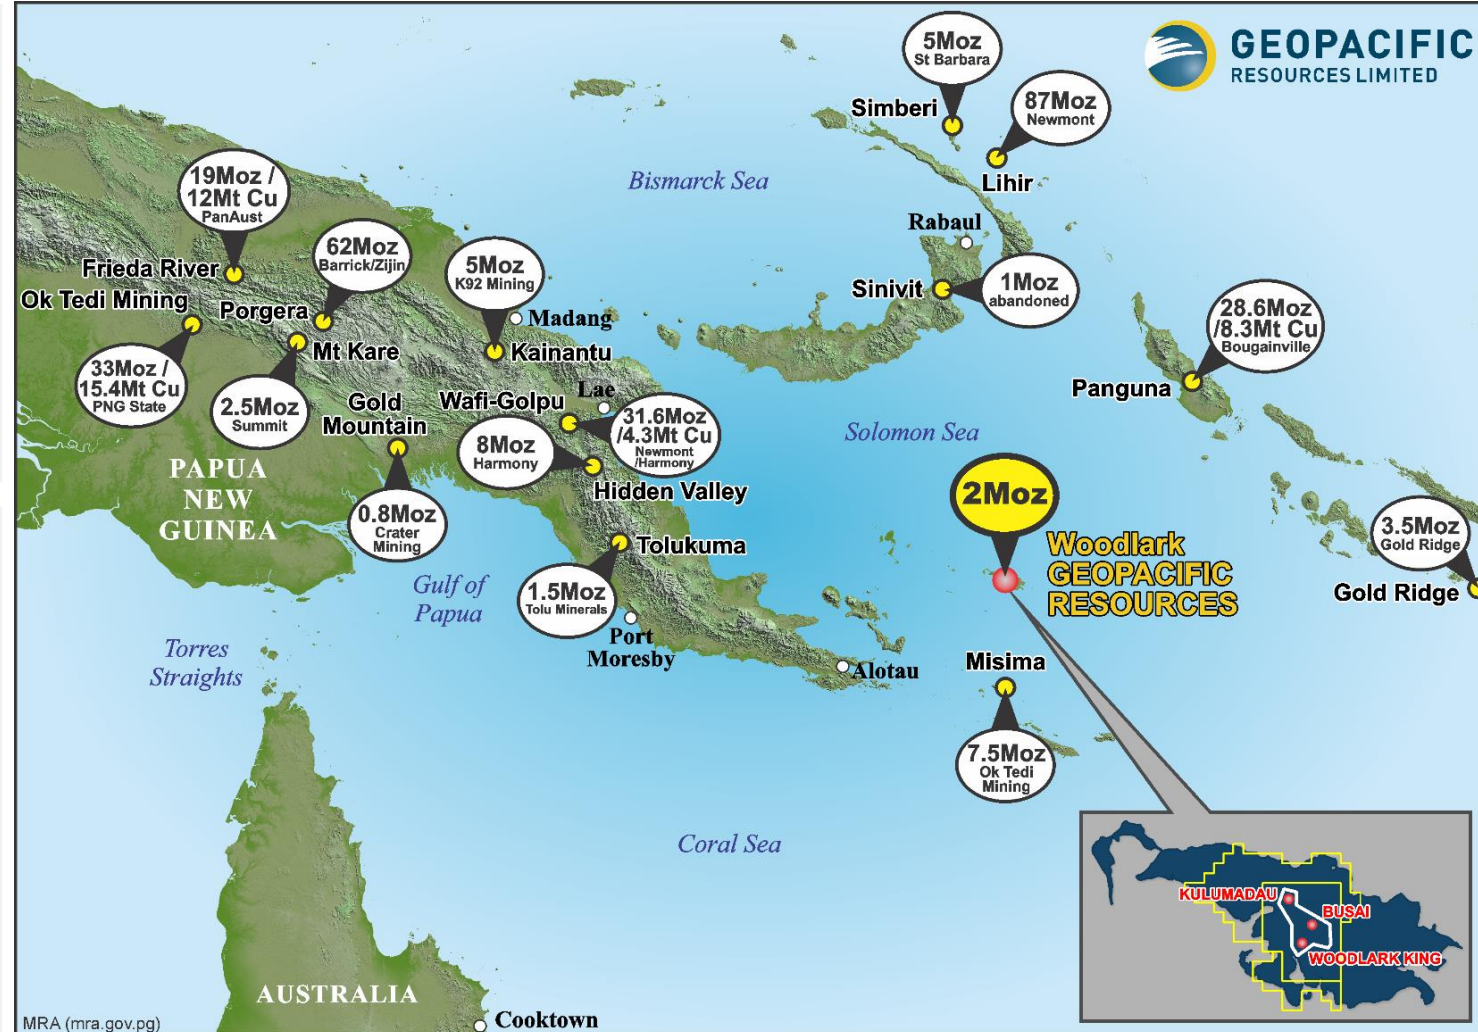 GEOPACIFIC
RESOURCES LIMITED
5Moz
St Barbara
Simberi
87Moz
Newmont
Lihir
Bismarck Sea
19Moz /
12Mt Cu
PanAust
Frieda River
62Moz
Barrick/Zijin
Porgera
5Moz
K92 Mining
Kainantu
Rabaul
Sinivit
1Moz
abandoned
Ok Tedi Mining
33Moz /
15.4Mt Cu
PNG State
Mt Kare
2.5Moz
Summit
Madang
28.6Moz
/8.3Mt Cu
Bougainville
Panguna
Gold
Mountain
0.8Moz
Crater
Mining
Lae
Wafi-Golpu
31.6Moz
/4.3Mt Cu
Newmont
/Harmony
8Moz
Harmony
Hidden Valley
Solomon Sea
PAPUA
NEW
GUINEA
2Moz
Woodlark
GEOPACIFIC
RESOURCES
3.5Moz
Gold Ridge
Gold Ridge
Tolukuma
1.5Moz
Tolu Minerals
Gulf of
Papua
Port
Moresby
Torres
Straights
Alotau
Misima
7.5Moz
Ok Tedi
Mining
Coral Sea
KULUMADAU
BUSAI
WOODLARK KING
AUSTRALIA
Cooktown
MRA (mra.gov.pg)